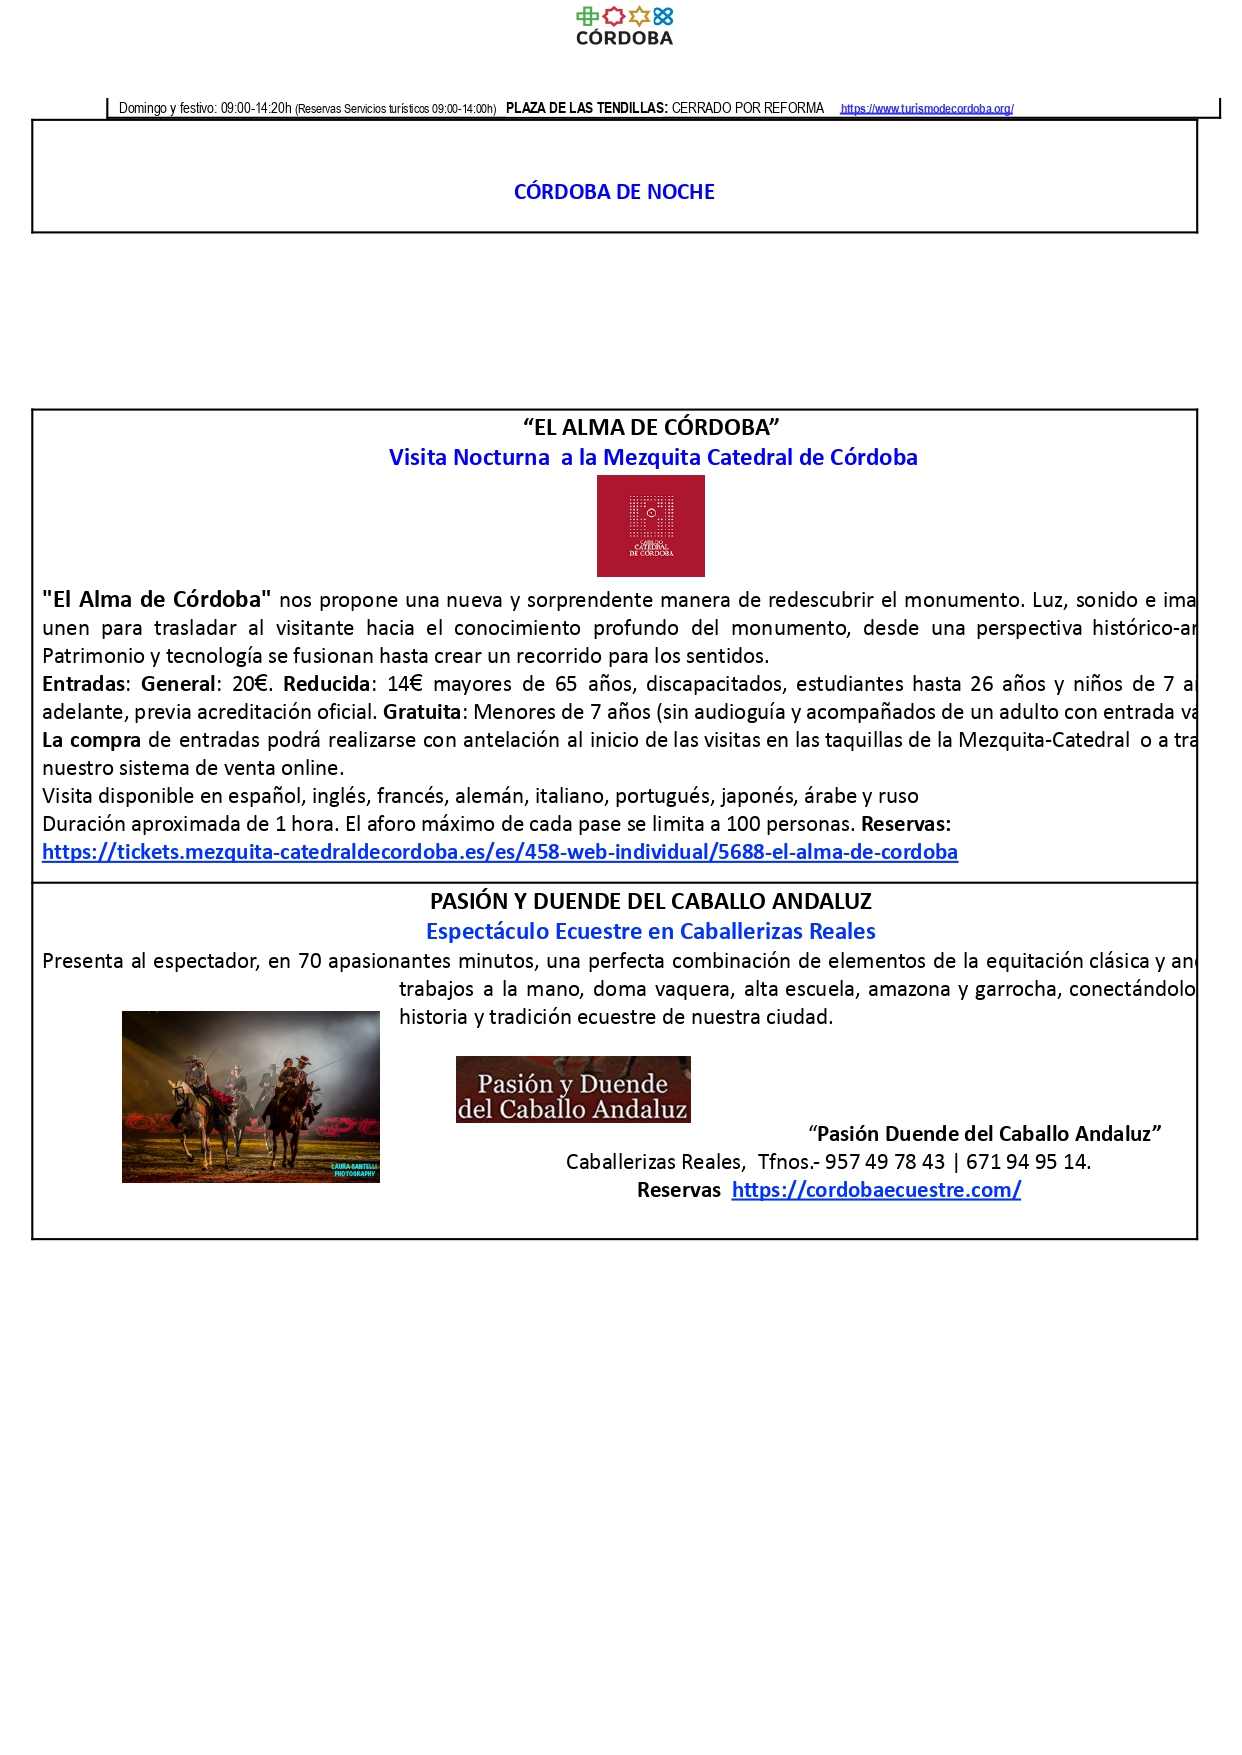 CÓRDOBA
Domingo y festivo: 09:00-14:20h (Reservas Servicios turísticos 09:00-14:00h) PLAZA DE LAS TENDILLAS: CERRADO POR REFORMA https://www.turismodecordoba.org/
CÓRDOBA DE NOCHE
“EL ALMA DE CÓRDOBA”
Visita Nocturna a la Mezquita Catedral de Córdoba
CABILDO
CATEDRAL
DE CÓRDOBA
"El Alma de Córdoba" nos propone una nueva y sorprendente manera de redescubrir el monumento. Luz, sonido e ima
unen para trasladar al visitante hacia el conocimiento profundo del monumento, desde una perspectiva histórico-ar
Patrimonio y tecnología se fusionan hasta crear un recorrido para los sentidos.
Entradas: General: 20€. Reducida: 14€ mayores de 65 años, discapacitados, estudiantes hasta 26 años y niños de 7 a
adelante, previa acreditación oficial. Gratuita: Menores de 7 años (sin audioguía y acompañados de un adulto con entrada vá
La compra de entradas podrá realizarse con antelación al inicio de las visitas en las taquillas de la Mezquita-Catedral o a tra
nuestro sistema de venta online.
Visita disponible en español, inglés, francés, alemán, italiano, portugués, japonés, árabe y ruso
Duración aproximada de 1 hora. El aforo máximo de cada pase se limita a 100 personas. Reservas:
https://tickets.mezquita-catedraldecordoba.es/es/458-web-individual/5688-el-alma-de-cordoba
PASIÓN Y DUENDE DEL CABALLO ANDALUZ
Espectáculo Ecuestre en Caballerizas Reales
Presenta al espectador, en 70 apasionantes minutos, una perfecta combinación de elementos de la equitación clásica y an
trabajos a la mano, doma vaquera, alta escuela, amazona y garrocha, conectándolo
historia y tradición ecuestre de nuestra ciudad.
Pasión y Duende
del Caballo Andaluz
LAURA SANTELLI
PHOTOGRAPHY
“Pasión Duende del Caballo Andaluz”
Caballerizas Reales, Tfnos.- 957 49 78 43 | 671 94 95 14.
Reservas https://cordobaecuestre.com/